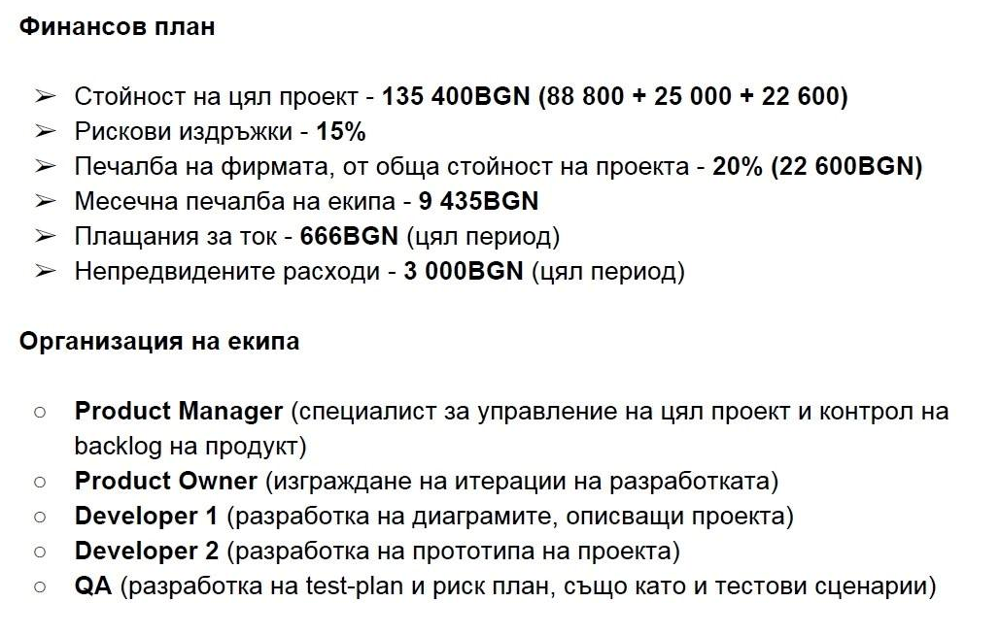 Финансов план
➢ Стойност на цял проект - 135 400BGN (88 800 + 25 000 + 22 600)
➢ Рискови издръжки - 15%
➢ Печалба на фирмата, от обща стойност на проекта - 20% (22 600BGN)
➢ Месечна печалба на екипа - 9 435BGN
➢ Плащания за ток - 666BGN (цял период)
➢ Непредвидените расходи - 3 000BGN (цял период)
Организация на екипа
○ Product Manager (специалист за управление на цял проект и контрол на
backlog на продукт)
○ Product Owner (изграждане на итерации на разработката)
○ Developer 1 (разработка на диаграмите, описващи проекта)
○ Developer 2 (разработка на прототипа на проекта)
○ QA (разработка на test-plan и риск план, също като и тестови сценарии)